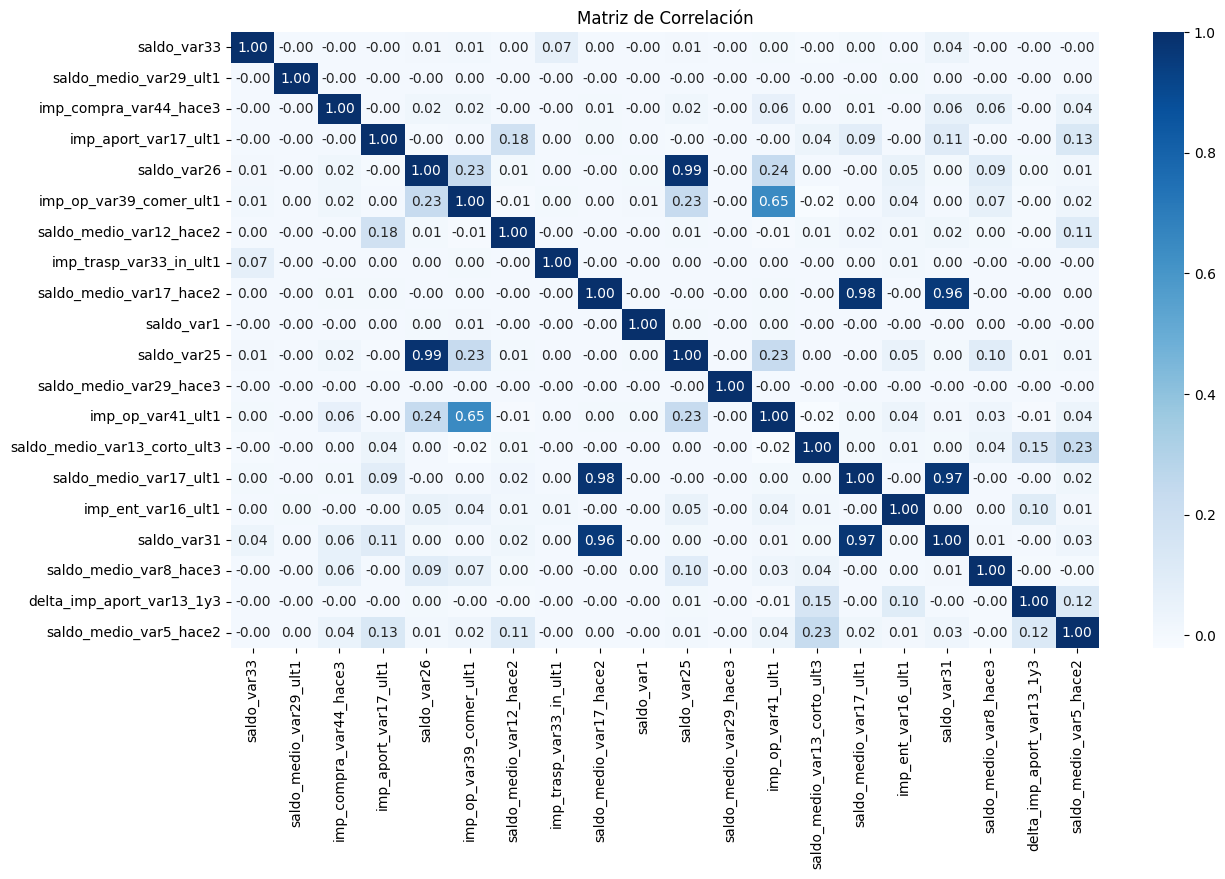 Matriz de Correlación
saldo_var33 1.00 -0.00 -0.00 -0.00 0.01 0.01 0.00 0.07 0.00 -0.00 0.01 -0.00 0.00 -0.00 0.00 0.00 0.04 -0.00 -0.00 -0.00
saldo_medio_var29_ult1 -0.00 1.00 -0.00 -0.00 -0.00 0.00 -0.00 -0.00 -0.00 -0.00 -0.00 -0.00 -0.00 -0.00 -0.00 0.00 0.00 -0.00 -0.00 0.00
imp_compra_var44_hace3 -0.00 -0.00 1.00 -0.00 0.02 0.02 -0.00 -0.00 0.01 -0.00 0.02 -0.00 0.06 0.00 0.01 -0.00 0.06 0.06 -0.00 0.04
imp_aport_var17_ult1 -0.00 -0.00 -0.00 1.00 -0.00 0.00 0.18 0.00 0.00 0.00 -0.00 -0.00 -0.00 0.04 0.09 -0.00 0.11 -0.00 -0.00 0.13
saldo_var26 0.01 -0.00 0.02 -0.00 1.00 0.23 0.01 0.00 -0.00 0.00 0.99 -0.00 0.24 0.00 -0.00 0.05 0.00 0.09 0.00 0.01
imp_op_var39_comer_ult1 0.01 0.00 0.02 0.00 0.23 1.00 -0.01 -0.00 0.00 0.01 0.23 -0.00 0.65 -0.02 0.00 0.04 0.00 0.07 -0.00 0.02
saldo_medio_var12_hace2 0.00 -0.00 -0.00 0.18 0.01 -0.01 1.00 -0.00 -0.00 -0.00 0.01 -0.00 -0.01 0.01 0.02 0.01 0.02 -0.00 0.00 0.11
imp_trasp_var33_in_ult1 0.07 -0.00 -0.00 0.00 0.00 -0.00 -0.00 1.00 -0.00 -0.00 0.00 -0.00 0.00 -0.00 0.00 0.01 0.00 -0.00 -0.00 -0.00
saldo_medio_var17_hace2 0.00 -0.00 0.01 0.00 -0.00 0.00 -0.00 -0.00 1.00 -0.00 -0.00 -0.00 0.00 -0.00 0.98 -0.00 0.96 -0.00 -0.00 0.00
saldo_var1 -0.00 -0.00 -0.00 0.00 0.00 0.01 -0.00 -0.00 -0.00 1.00 0.00 -0.00 0.00 -0.00 -0.00 0.00 -0.00 0.00 -0.00 0.00
saldo_var25 0.01 -0.00 0.02 -0.00 0.99 0.23 0.01 0.00 -0.00 0.00 1.00 -0.00 0.23 0.00 -0.00 0.05 0.00 0.10 0.01 0.01
saldo_medio_var29_hace3 -0.00 -0.00 -0.00 -0.00 -0.00 -0.00 -0.00 -0.00 -0.00 -0.00 -0.00 1.00 -0.00 -0.00 -0.00 -0.00 -0.00 -0.00 -0.00 -0.00
imp_op_var41_ult1 0.00 -0.00 0.06 -0.00 0.24 0.65 -0.01 0.00 0.00 0.00 0.23 -0.00 1.00 -0.02 0.00 0.04 0.01 0.03 -0.01 0.04
saldo_medio_var13_corto_ult3 -0.00 -0.00 0.00 0.04 0.00 -0.02 0.01 -0.00 -0.00 -0.00 0.00 -0.00 -0.02 1.00 -0.00 0.01 0.00 0.04 0.15 0.23
saldo_medio_var17_ult1 0.00 -0.00 0.01 0.09 -0.00 0.00 0.02 0.00 0.98 -0.00 -0.00 -0.00 0.00 -0.00 1.00 -0.00 0.97 -0.00 -0.00 0.02
imp_ent_var16_ult1 0.00 0.00 -0.00 -0.00 0.05 0.04 0.01 0.01 -0.00 0.00 0.05 -0.00 0.04 0.01 -0.00 1.00 0.00 0.00 0.10 0.01
saldo_var31 0.04 0.00 0.06 0.11 0.00 0.00 0.02 0.00 0.96 -0.00 0.00 -0.00 0.01 0.00 0.97 0.00 1.00 0.01 -0.00 0.03
saldo_medio_var8_hace3 -0.00 -0.00 0.06 -0.00 0.09 0.07 -0.00 -0.00 -0.00 0.00 0.10 -0.00 0.03 0.04 -0.00 0.00 0.01 1.00 -0.00 -0.00
delta_imp_aport_var13_1y3 -0.00 -0.00 -0.00 -0.00 0.00 -0.00 0.00 -0.00 -0.00 -0.00 0.01 -0.00 -0.01 0.15 -0.00 0.10 -0.00 -0.00 1.00 0.12
saldo_medio_var5_hace2 -0.00 0.00 0.04 0.13 0.01 0.02 0.11 -0.00 0.00 0.00 0.01 -0.00 0.04 0.23 0.02 0.01 0.03 -0.00 0.12 1.00
saldo_var33
saldo_medio_var29_ult1
imp_compra_var44_hace3
imp_aport_var17_ult1
saldo_var26
imp_op_var39_comer_ult1
saldo_medio_var12_hace2
imp_trasp_var33_in_ult1
saldo_medio_var17_hace2
saldo_var1
saldo_var25
saldo_medio_var29_hace3
imp_op_var41_ult1
saldo_medio_var13_corto_ult3
saldo_medio_var17_ult1
imp_ent_var16_ult1
saldo_var31
saldo_medio_var8_hace3
delta_imp_aport_var13_1y3
saldo_medio_var5_hace2
1.0
0.8
0.6
0.4
0.2
0.0